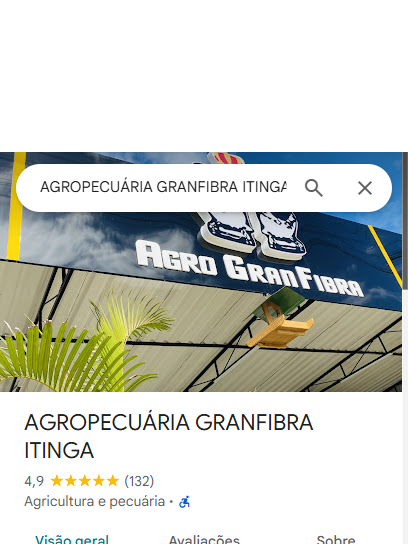 AGROPECUÁRIA GRANFIBRA ITINGA
AGRO GRANFIBRA
AGROPECUÁRIA GRANFIBRA
ITINGA
4,9 (132)
Agricultura e pecuária ·
Visão geral Avaliações Sobre